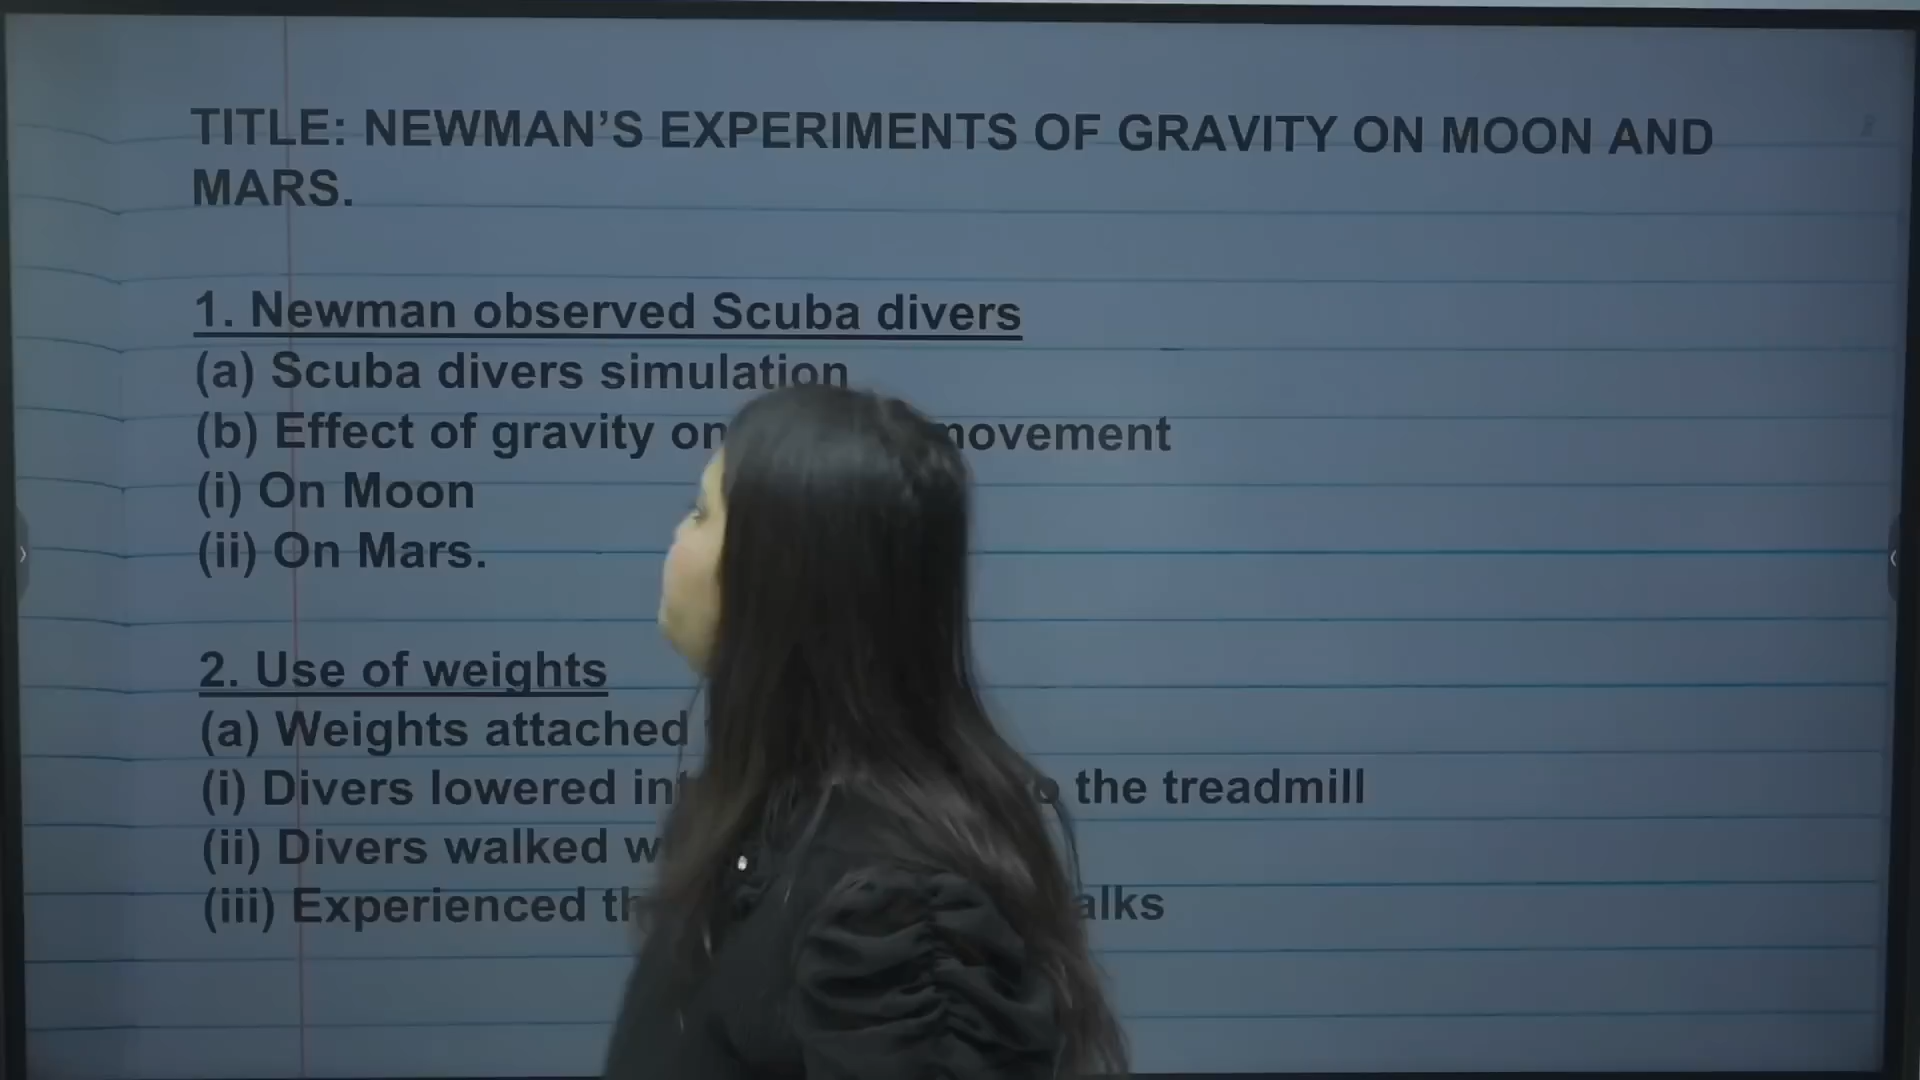 TITLE: NEWMAN’S EXPERIMENTS OF GRAVITY ON MOON AND
MARS.
1. Newman observed Scuba divers
(a) Scuba divers simulation
(b) Effect of gravity on movement
(i) On Moon
(ii) On Mars.
2. Use of weights
(a) Weights attached
(i) Divers lowered the treadmill
(ii) Divers walked
(iii) Experienced